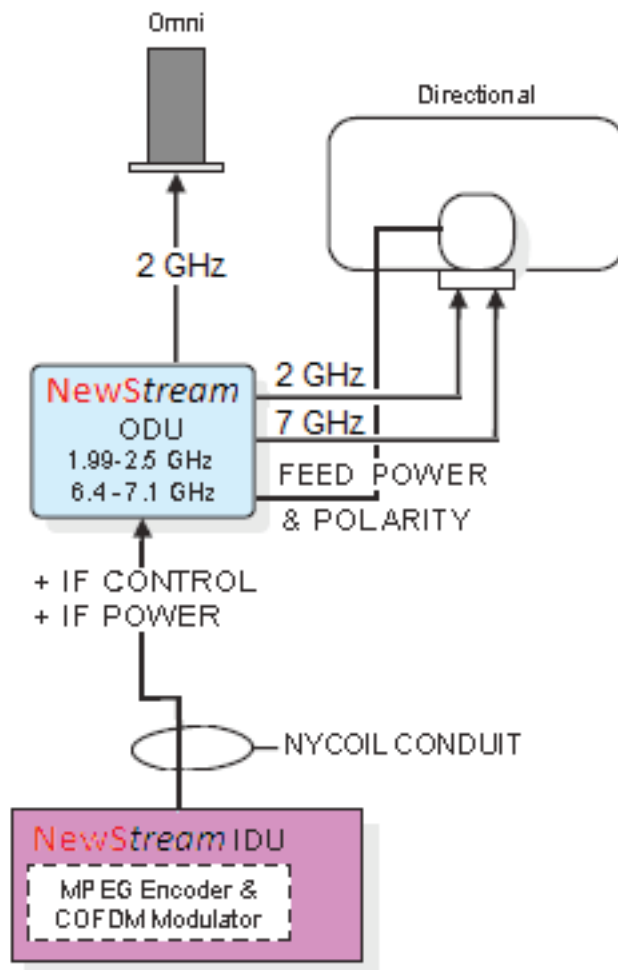 Omni
Directional
2 GHz
NewStream
ODU
1.99-2.5 GHz
6.4-7.1 GHz
2 GHz
7 GHz
FEED POWER
& POLARITY
+ IF CONTROL
+ IF POWER
NYCOIL CONDUIT
NewStream IDU
MPEG Encoder &
COFDM Modulator